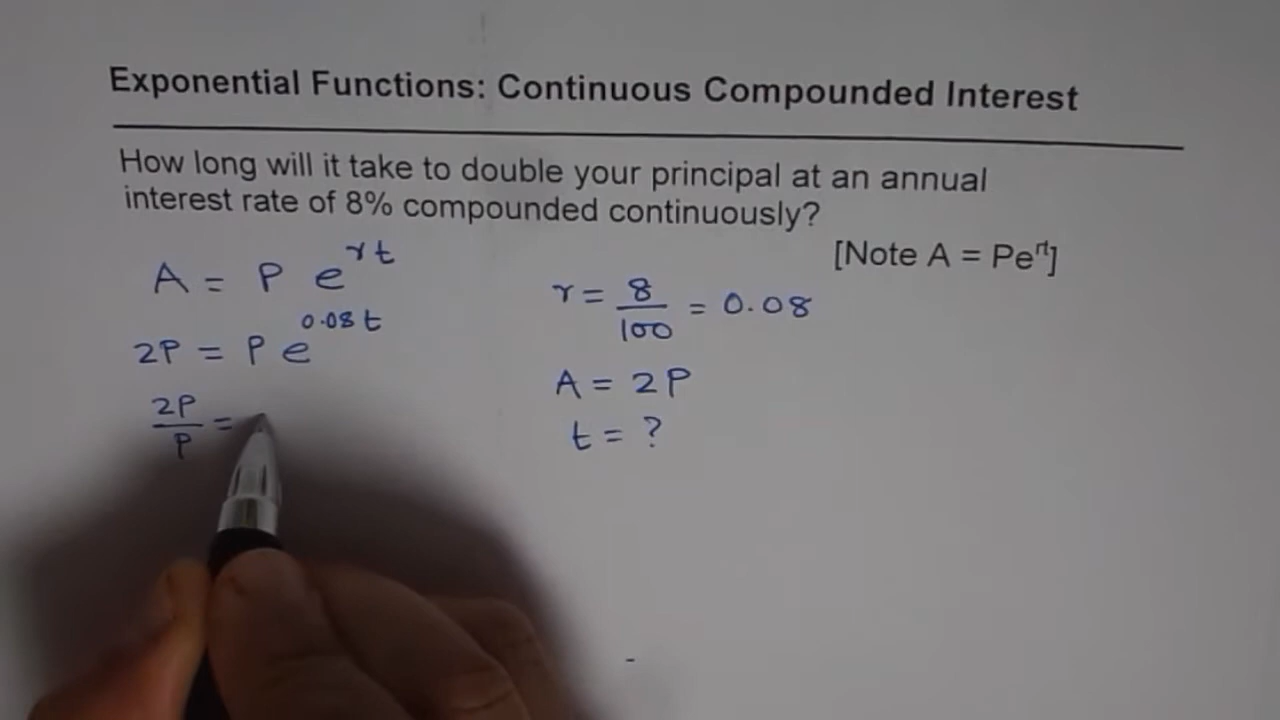 Exponential Functions: Continuous Compounded Interest
How long will it take to double your principal at an annual
interest rate of 8% compounded continuously?
[Note A = Pe^rt]
A = P e^rt
r = 8/100 = 0.08
2P = P e^0.08t
A = 2P
2P/P =
t = ?